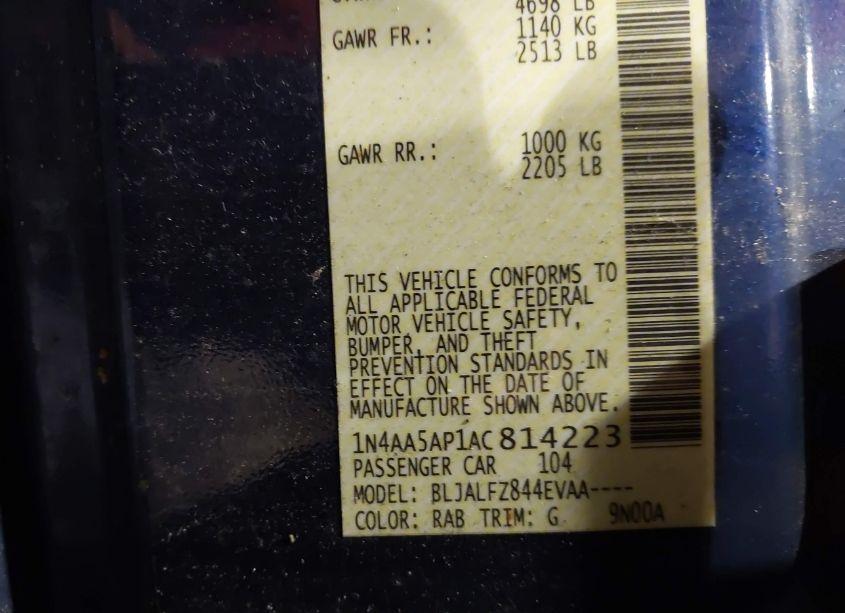 4698 LB
GAWR FR.: 1140 KG
2513 LB
GAWR RR.: 1000 KG
2205 LB
THIS VEHICLE CONFORMS TO
ALL APPLICABLE FEDERAL
MOTOR VEHICLE SAFETY,
BUMPER, AND THEFT
PREVENTION STANDARDS IN
EFFECT ON THE DATE OF
MANUFACTURE SHOWN ABOVE.
1N4AA5AP1AC814223
PASSENGER CAR 104
MODEL: BLJALFZ844EVAA----
COLOR: RAB TRIM: G 9N00A